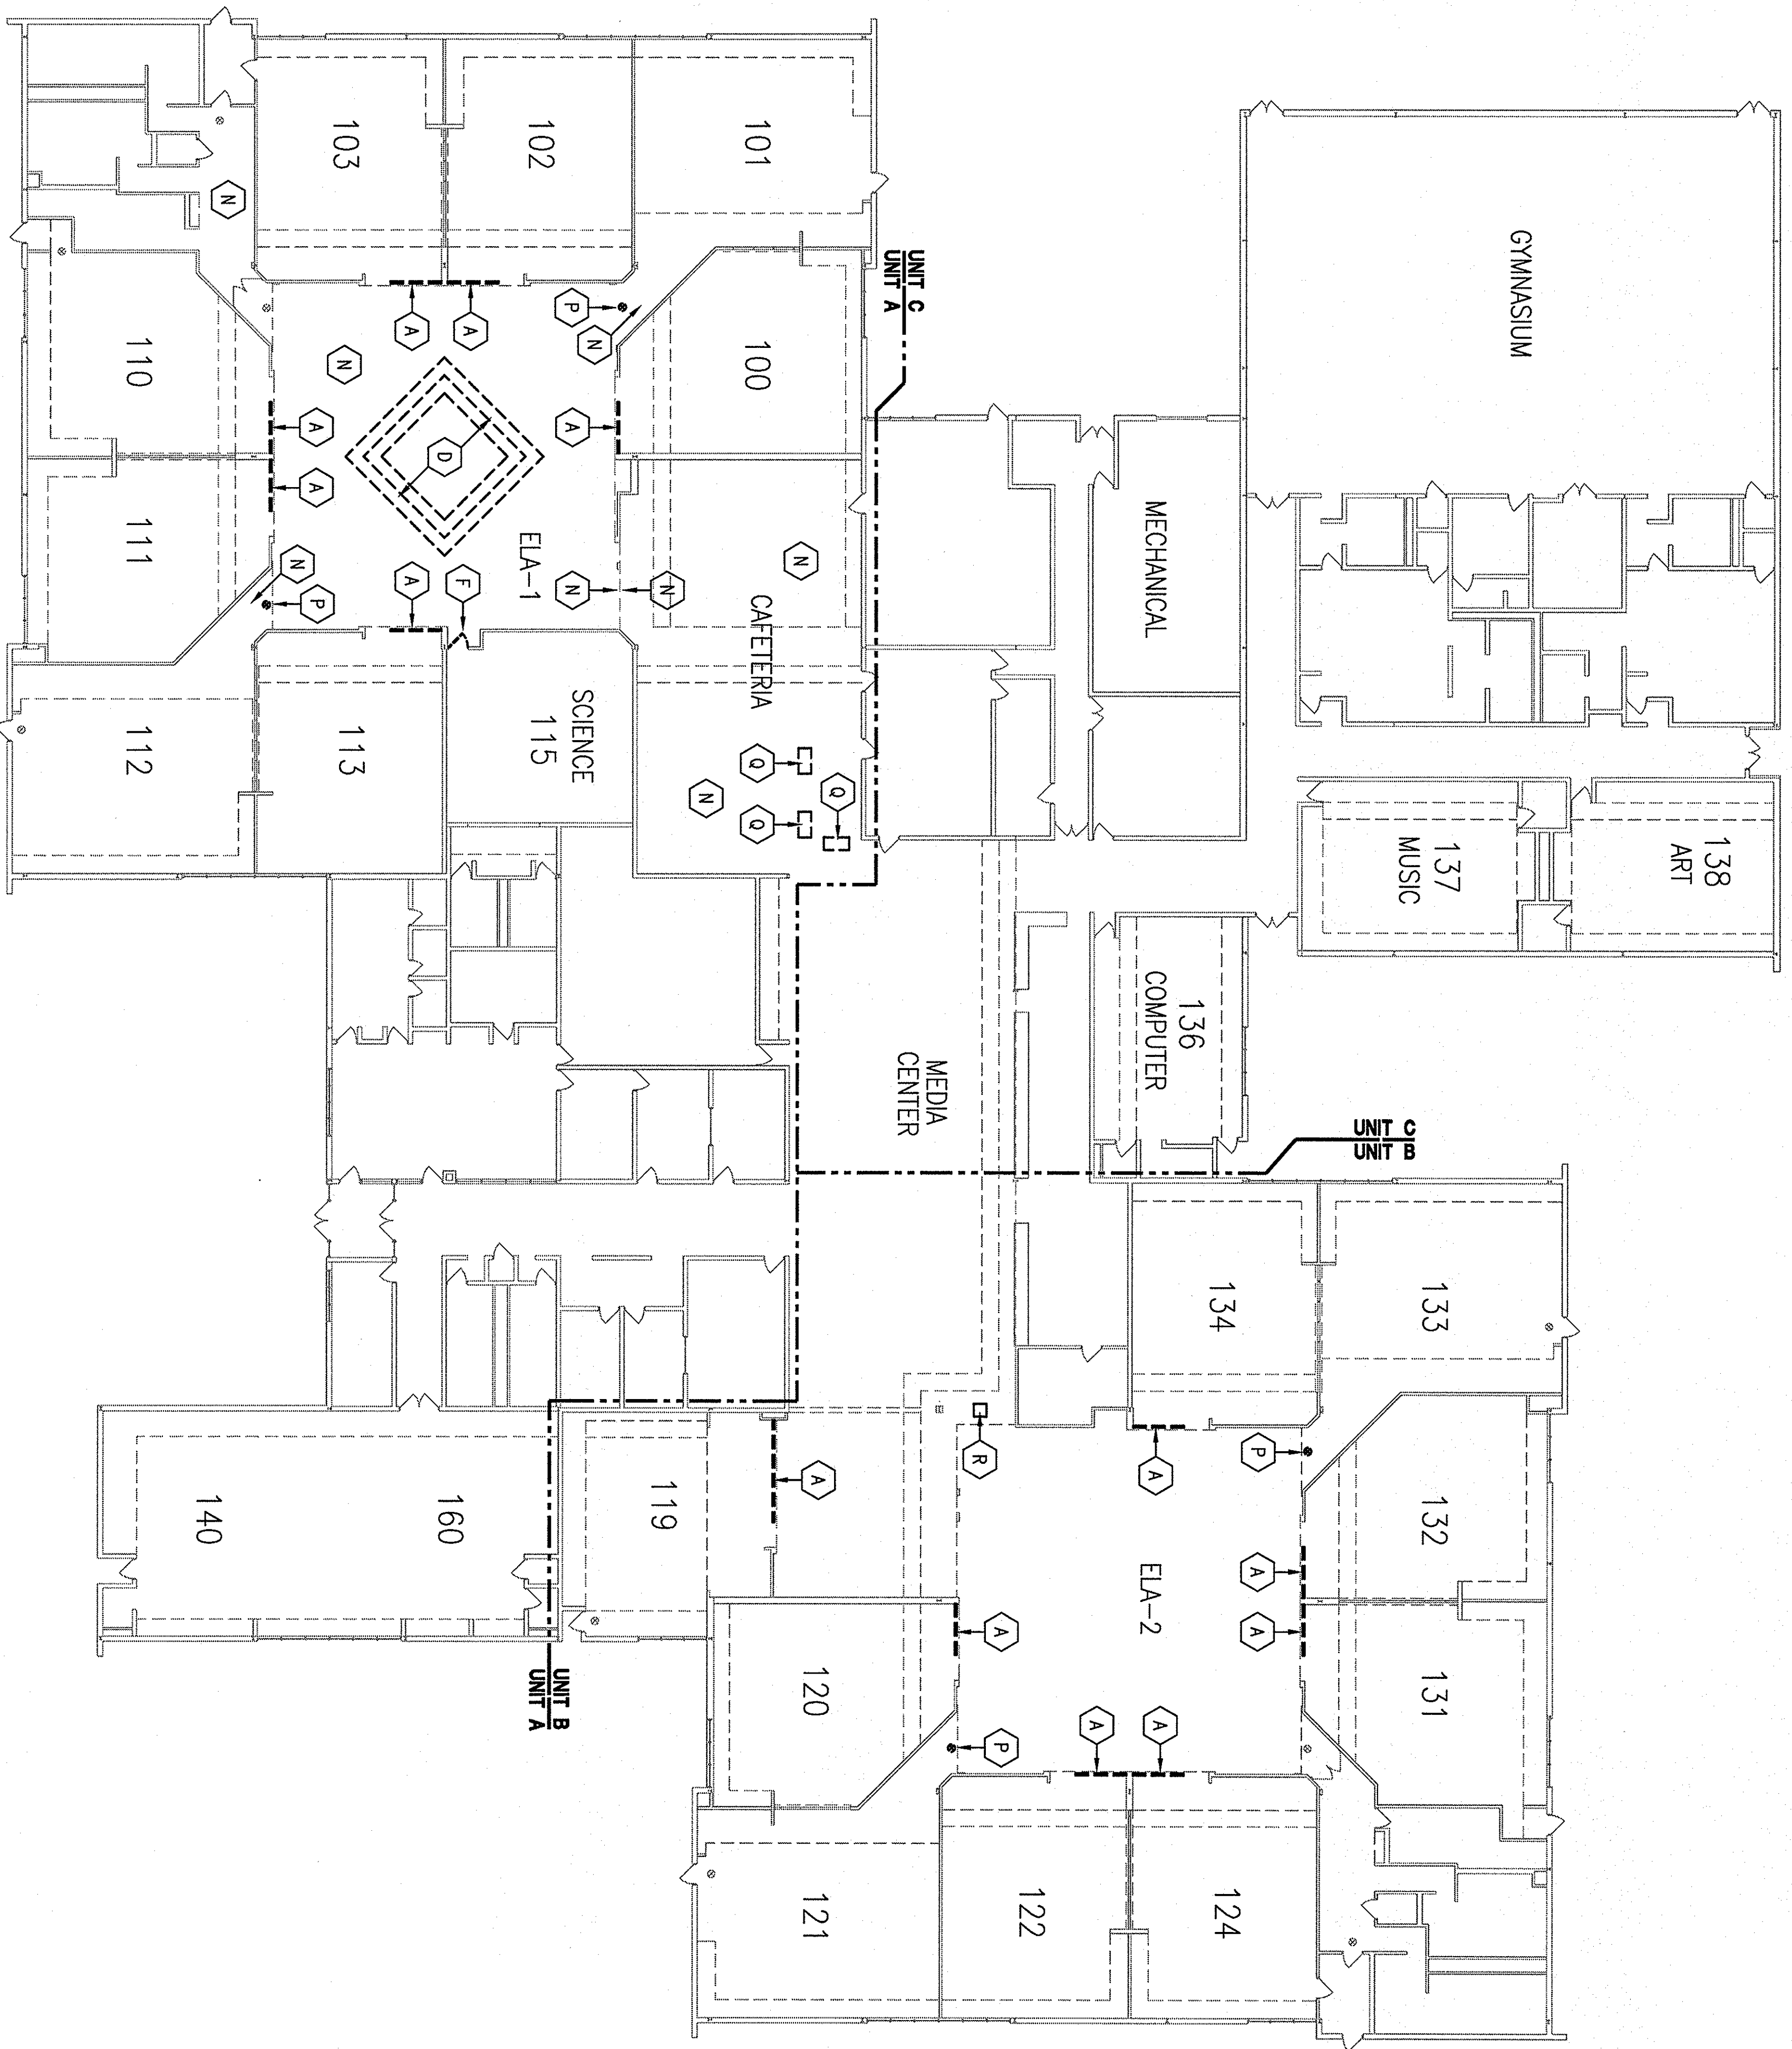 GYMNASIUM
138
ART
137
MUSIC
MECHANICAL
136
COMPUTER
UNIT C
UNIT B
133
132
131
134
P
A
A
A
ELA-2
A
A
124
A
P
122
R
MEDIA
CENTER
UNIT C
UNIT A
A
119
120
121
101
100
N
CAFETERIA
Q
Q
Q
N
N
102
P
N
A
N
ELA-1
SCIENCE
115
A
A
D
F
A
103
N
A
A
N
P
113
N
110
111
112
UNIT B
UNIT A
160
140